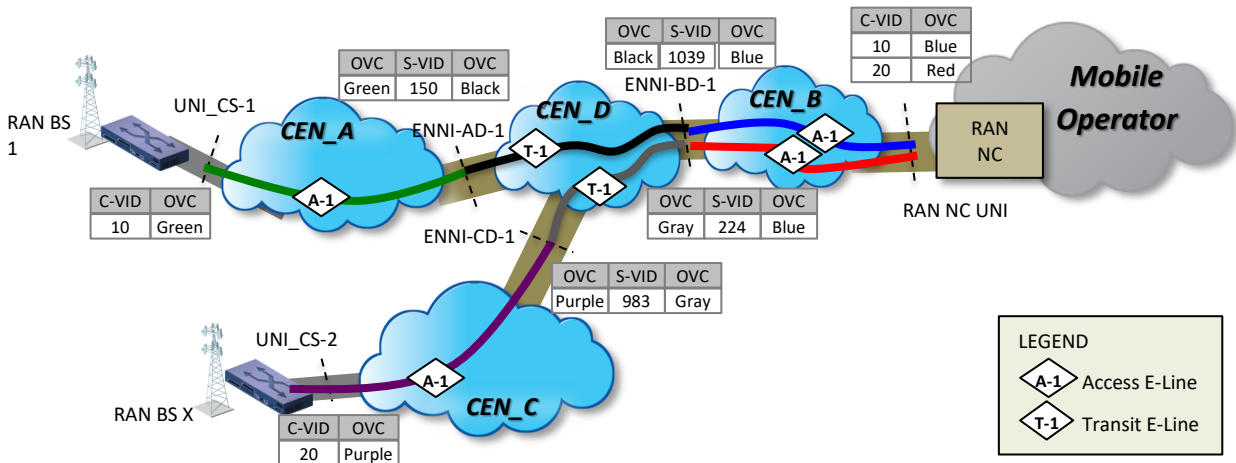 OVC S-VID OVC
Black 1039 Blue
C-VID OVC
10 Blue
20 Red
OVC S-VID OVC
Green 150 Black
Mobile
Operator
UNI_CS-1
CEN_A
ENNI-AD-1
CEN_D
ENNI-BD-1
CEN_B
RAN BS
1
T-1
A-1
A-1
RAN
NC
A-1
T-1
C-VID OVC
10 Green
ENNI-CD-1
OVC S-VID OVC
Gray 224 Blue
RAN NC UNI
OVC S-VID OVC
Purple 983 Gray
UNI_CS-2
A-1
CEN_C
RAN BS X
C-VID OVC
20 Purple
LEGEND
A-1 Access E-Line
T-1 Transit E-Line